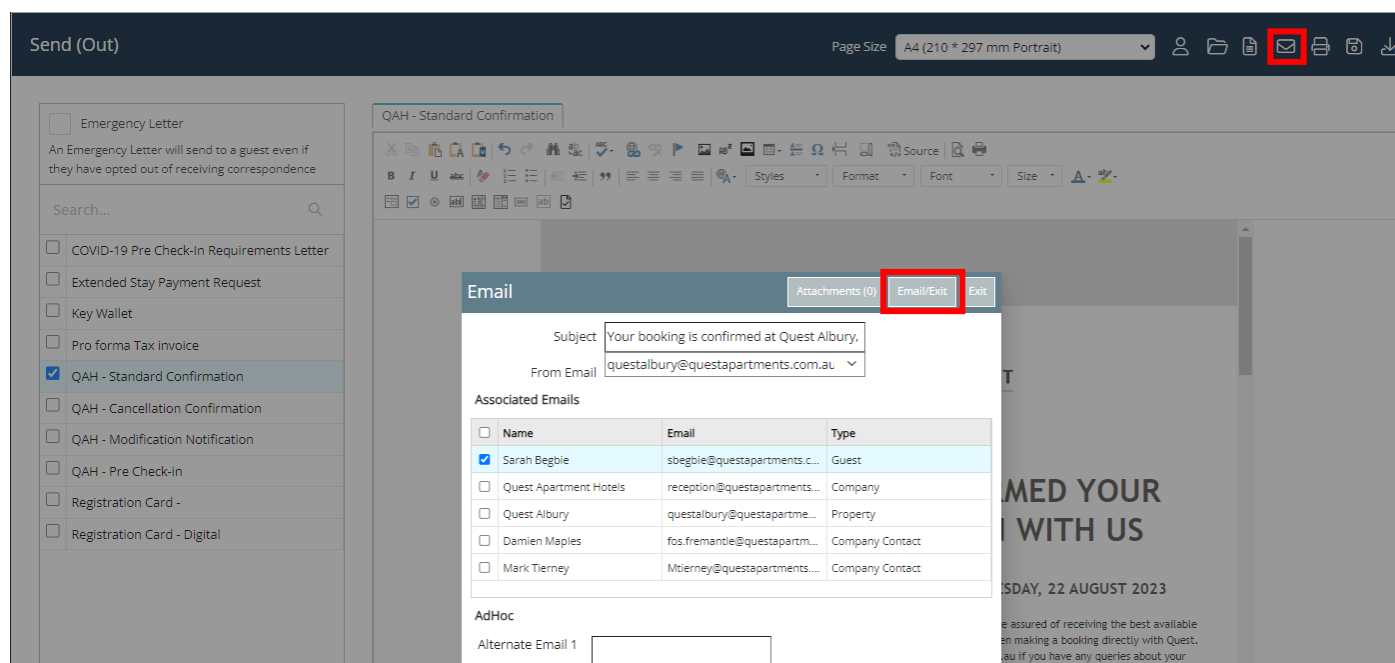 Send (Out)
Page Size A4 (210 * 297 mm Portrait)
Emergency Letter
An Emergency Letter will send to a guest even if
they have opted out of receiving correspondence
Search...
COVID-19 Pre Check-In Requirements Letter
Extended Stay Payment Request
Key Wallet
Pro forma Tax invoice
QAH - Standard Confirmation
QAH - Cancellation Confirmation
QAH - Modification Notification
QAH - Pre Check-in
Registration Card -
Registration Card - Digital
QAH - Standard Confirmation
Source
B I U abc Styles Format Font Size A
Email Attachments (0) Email/Exit Exit
Subject Your booking is confirmed at Quest Albury,
From Email questalbury@questapartments.com.au
Associated Emails
Name Email Type
Sarah Begbie sbegbie@questapartments.c... Guest
Quest Apartment Hotels reception@questapartments... Company
Quest Albury questalbury@questapartme... Property
Damien Maples fos.fremantle@questapartm... Company Contact
Mark Tierney Mtierney@questapartments.... Company Contact
AdHoc
Alternate Email 1
T
MED YOUR
WITH US
SDAY, 22 AUGUST 2023
e assured of receiving the best available
en making a booking directly with Quest.
.au if you have any queries about your